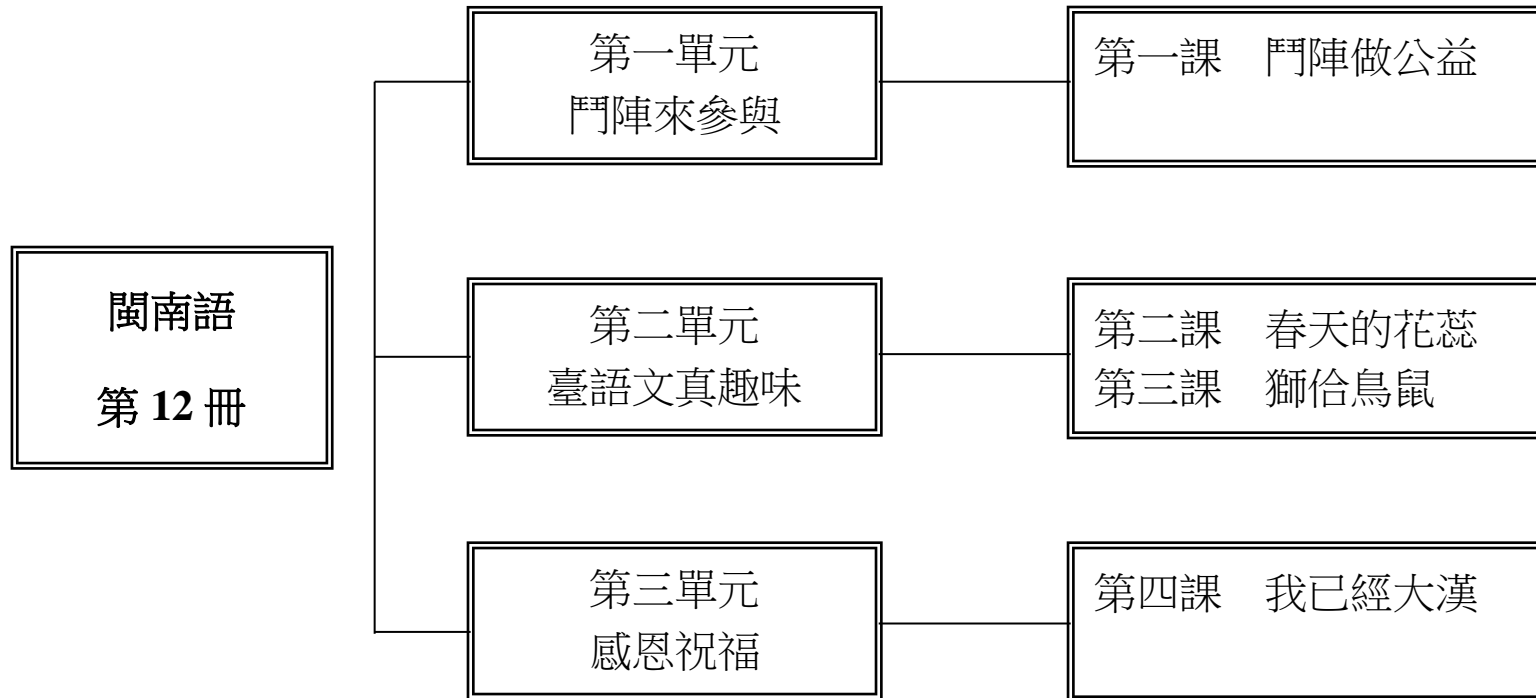 閩南語
第 12 冊
第一單元
鬥陣來參與
第一課　鬥陣做公益
第二單元
臺語文真趣味
第二課　春天的花蕊
第三課　獅佮鳥鼠
第三單元
感恩祝福
第四課　我已經大漢